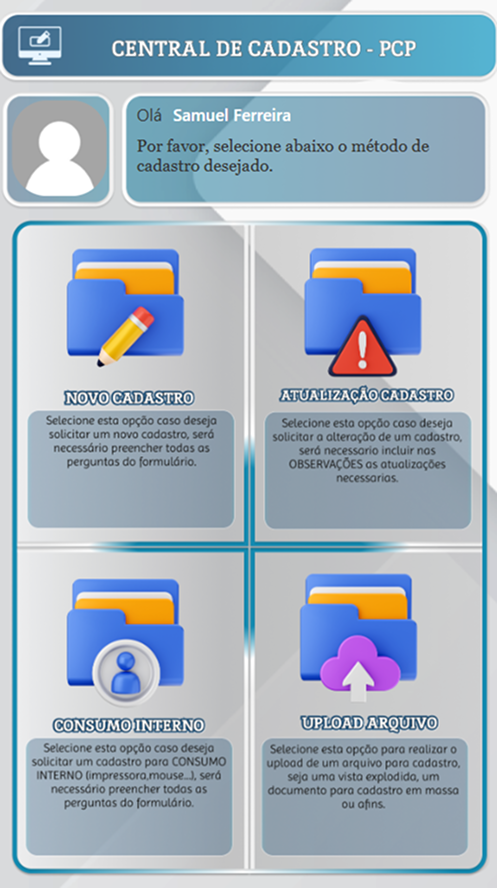 CENTRAL DE CADASTRO - PCP
Olá Samuel Ferreira
Por favor, selecione abaixo o método de
cadastro desejado.
NOVO CADASTRO
Selecione esta opção caso deseja
solicitar um novo cadastro, será
necessário preencher todas as
perguntas do formulário.
ATUALIZAÇÃO CADASTRO
Selecione esta opção caso deseja
solicitar a alteração de um cadastro,
será necessario incluir nas
OBSERVAÇÕES as atualizações
necessarias.
CONSUMO INTERNO
Selecione esta opção caso deseja
solicitar um cadastro para CONSUMO
INTERNO (impressora,mouse...), será
necessário preencher todas as
perguntas do formulário.
UPLOAD ARQUIVO
Selecione esta opção para realizar o
upload de um arquivo para cadastro,
seja uma vista explodida, um
documento para cadastro em massa
ou afins.